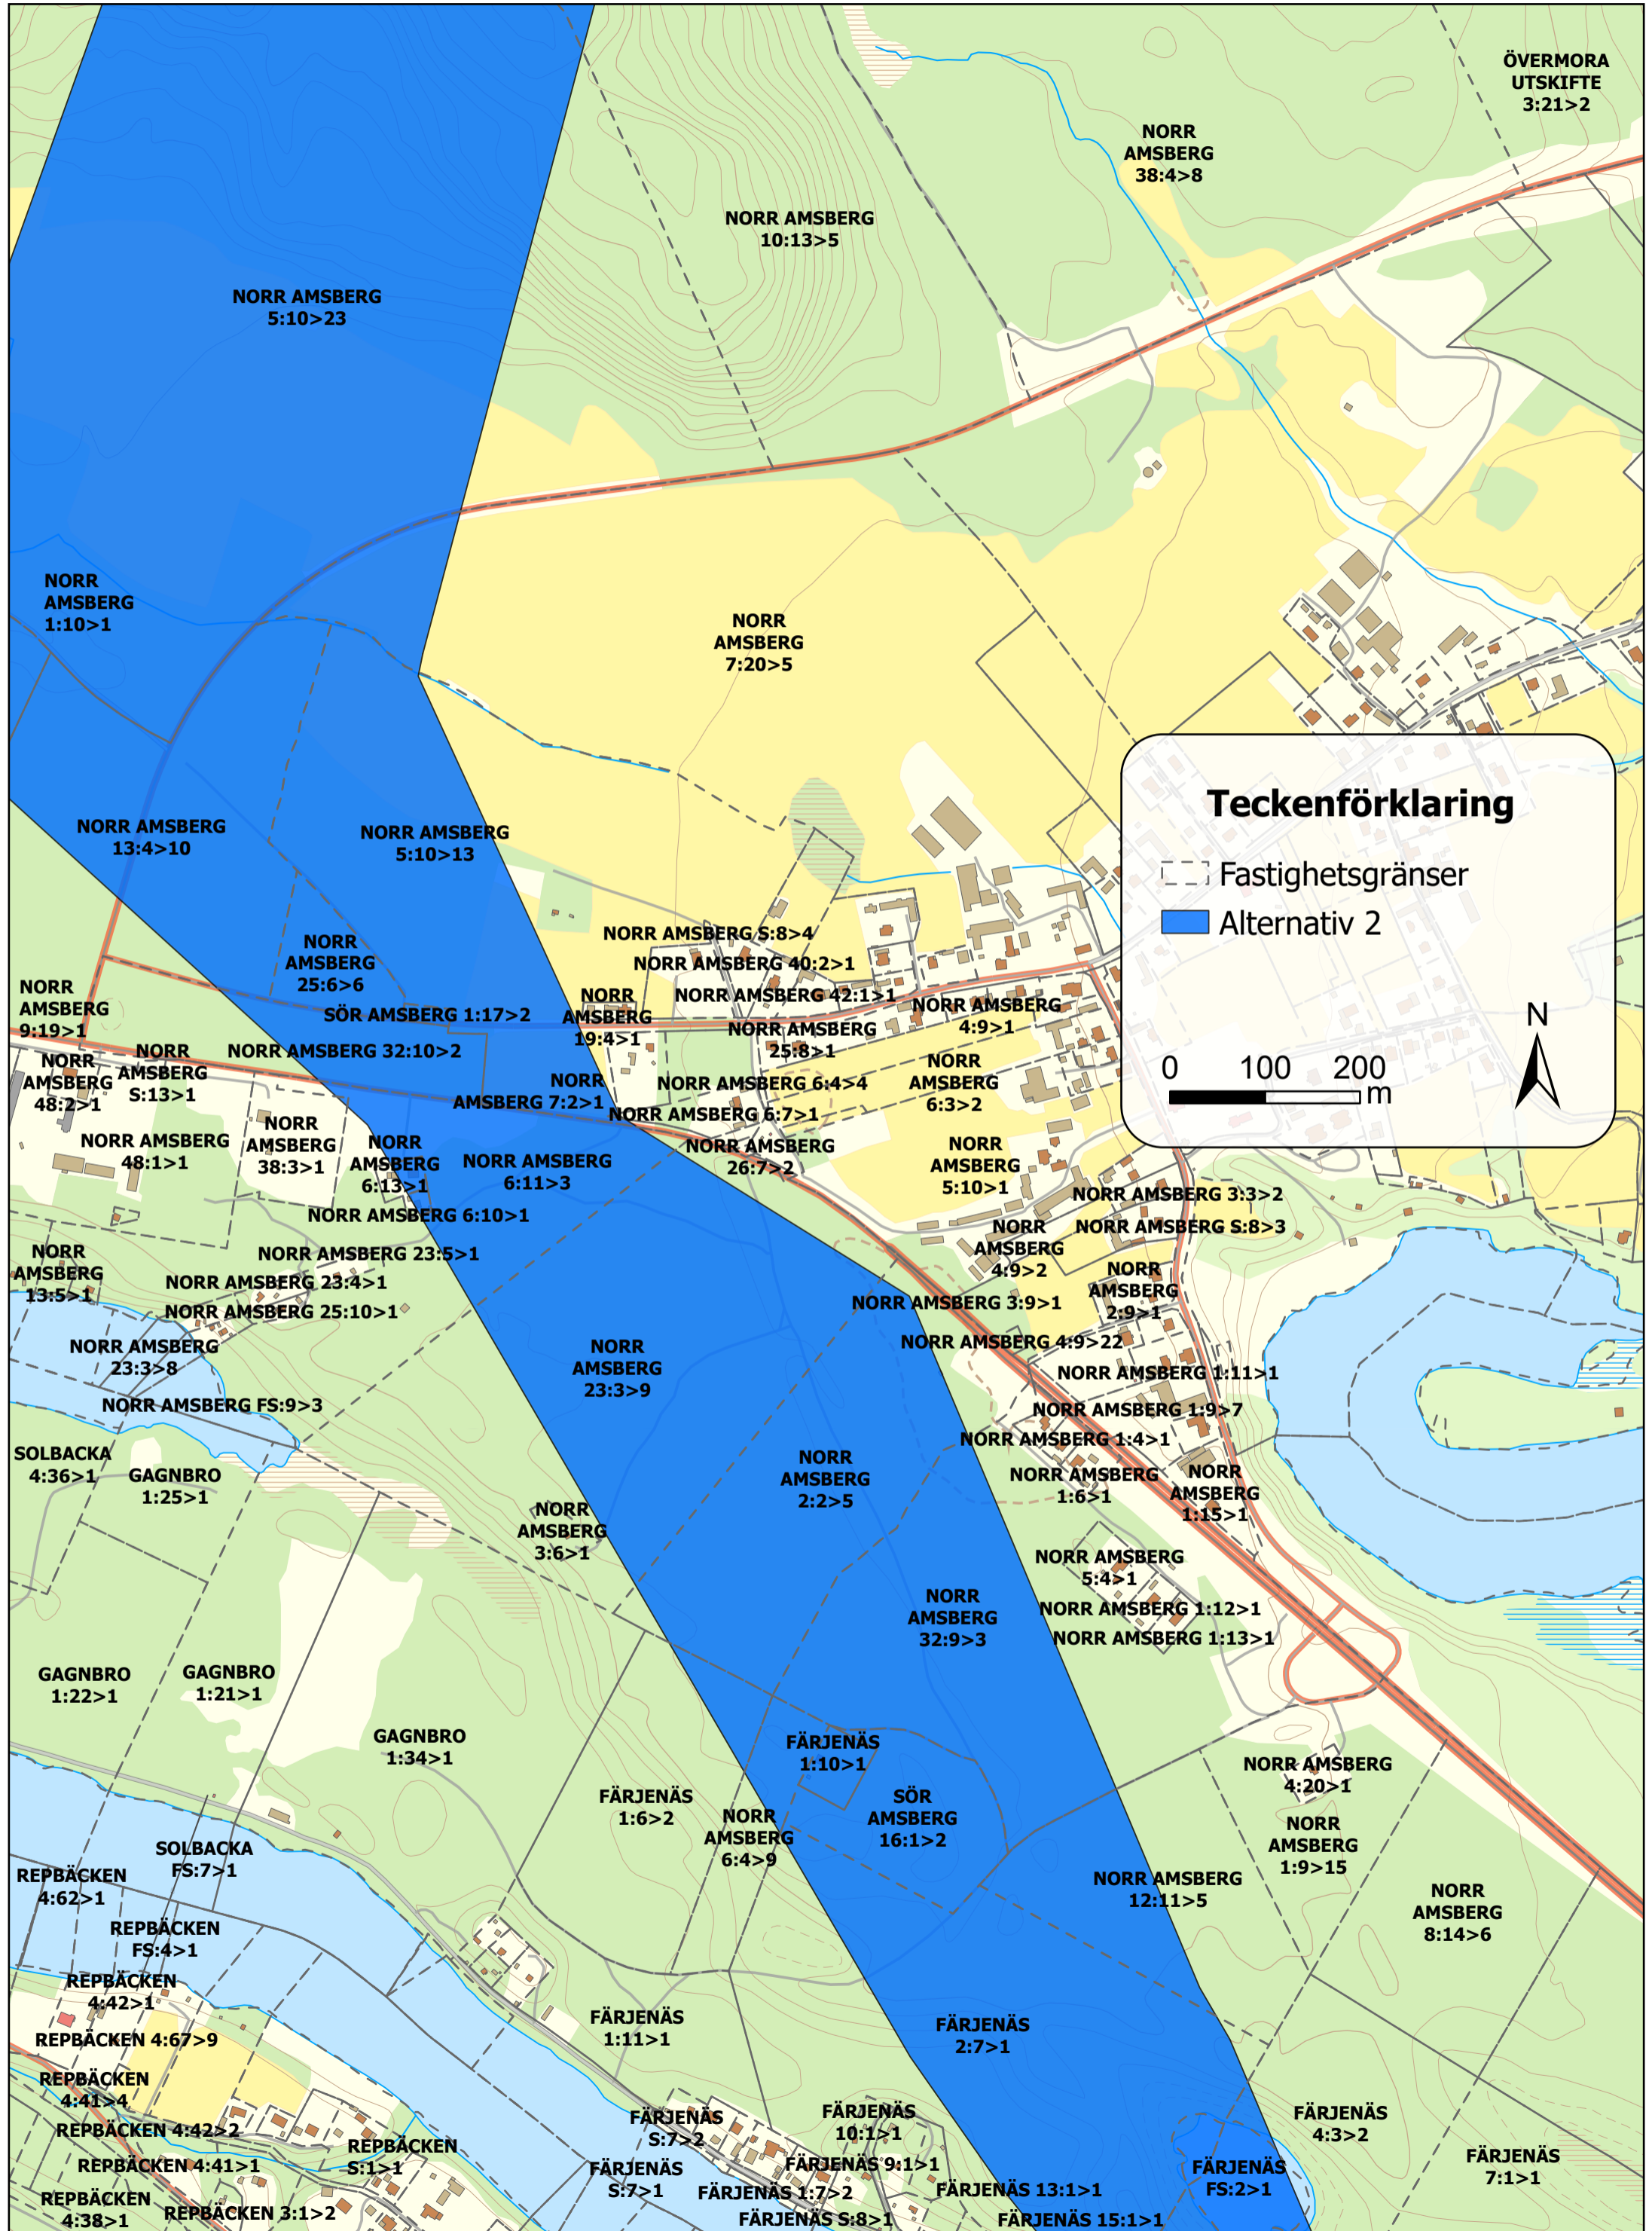 ÖVERMORA
UTSKIFTE
3:21>2
NORR
AMSBERG
38:4>8
NORR AMSBERG
10:13>5
NORR AMSBERG
5:10>23
NORR
AMSBERG
1:10>1
NORR
AMSBERG
7:20>5
Teckenförklaring
Fastighetsgränser
Alternativ 2
N
0 100 200
m
NORR AMSBERG
13:4>10
NORR AMSBERG
5:10>13
NORR AMSBERG S:8>4
NORR
AMSBERG
25:6>6
NORR AMSBERG 40:2>1
NORR
AMSBERG
9:19>1
NORR
AMSBERG
19:4>1
NORR AMSBERG 42:1>1
NORR AMSBERG
4:9>1
SÖR AMSBERG 1:17>2
NORR AMSBERG
25:8>1
NORR AMSBERG 32:10>2
NORR
AMSBERG
48:2>1
NORR
AMSBERG
S:13>1
NORR
AMSBERG 7:2>1
NORR AMSBERG 6:4>4
NORR
AMSBERG
6:3>2
NORR AMSBERG 6:7>1
NORR AMSBERG
48:1>1
NORR
AMSBERG
38:3>1
NORR
AMSBERG
6:13>1
NORR AMSBERG
6:11>3
NORR AMSBERG
26:7>2
NORR
AMSBERG
5:10>1
NORR AMSBERG 3:3>2
NORR AMSBERG 6:10>1
NORR AMSBERG S:8>3
NORR
AMSBERG
4:9>2
NORR AMSBERG 23:5>1
NORR
AMSBERG
13:5>1
NORR AMSBERG 23:4>1
NORR
AMSBERG
2:9>1
NORR AMSBERG 3:9>1
NORR AMSBERG 25:10>1
NORR AMSBERG 4:9>22
NORR AMSBERG
23:3>8
NORR
AMSBERG
23:3>9
NORR AMSBERG 1:11>1
NORR AMSBERG FS:9>3
NORR AMSBERG 1:9>7
NORR AMSBERG 1:4>1
SOLBACKA
4:36>1
GAGNBRO
1:25>1
NORR
AMSBERG
2:2>5
NORR AMSBERG
1:6>1
NORR
AMSBERG
1:15>1
NORR
AMSBERG
3:6>1
NORR AMSBERG
5:4>1
NORR
AMSBERG
32:9>3
NORR AMSBERG 1:12>1
NORR AMSBERG 1:13>1
GAGNBRO
1:22>1
GAGNBRO
1:21>1
GAGNBRO
1:34>1
FÄRJENÄS
1:10>1
NORR AMSBERG
4:20>1
FÄRJENÄS
1:6>2
SÖR
AMSBERG
16:1>2
NORR
AMSBERG
6:4>9
NORR
AMSBERG
1:9>15
SOLBACKA
FS:7>1
REPBÄCKEN
4:62>1
NORR AMSBERG
12:11>5
NORR
AMSBERG
8:14>6
REPBÄCKEN
FS:4>1
REPBÄCKEN
4:42>1
FÄRJENÄS
1:11>1
FÄRJENÄS
2:7>1
REPBÄCKEN 4:67>9
REPBÄCKEN
4:41>4
FÄRJENÄS
S:7>2
FÄRJENÄS
10:1>1
FÄRJENÄS
4:3>2
REPBÄCKEN 4:42>2
REPBÄCKEN
S:1>1
FÄRJENÄS 9:1>1
FÄRJENÄS
7:1>1
REPBÄCKEN 4:41>1
FÄRJENÄS
S:7>1
FÄRJENÄS
FS:2>1
FÄRJENÄS 1:7>2
FÄRJENÄS 13:1>1
REPBÄCKEN
4:38>1
REPBÄCKEN 3:1>2
FÄRJENÄS S:8>1
FÄRJENÄS 15:1>1